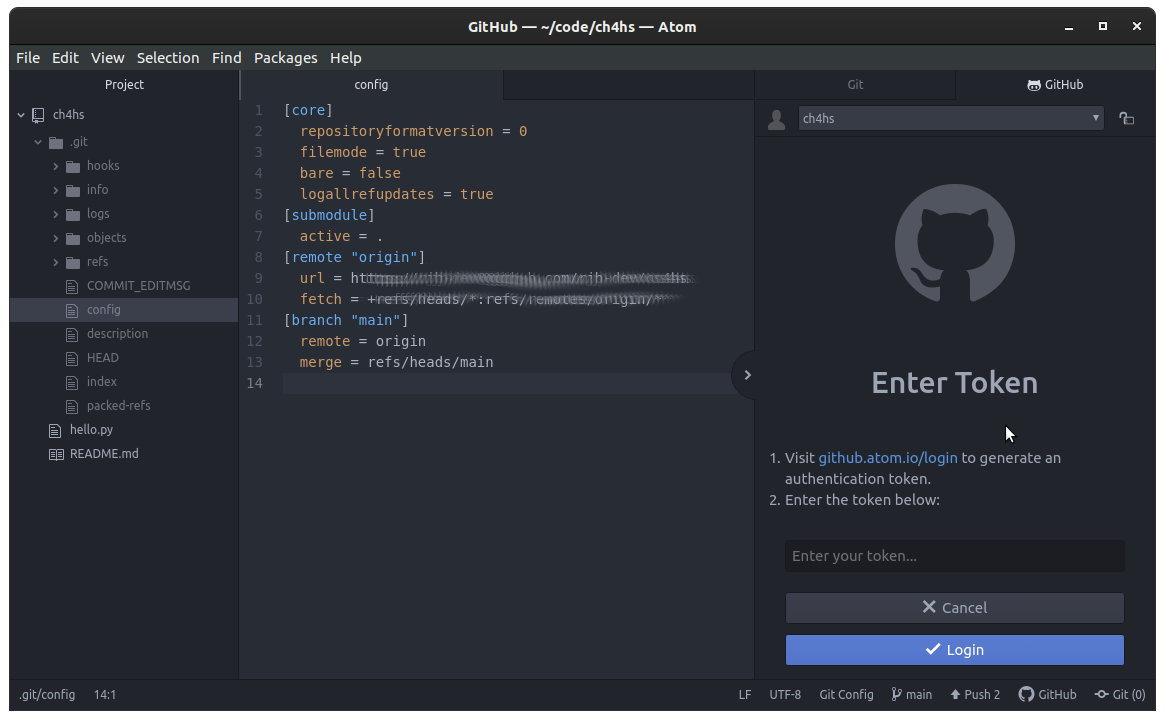 GitHub — ~/code/ch4hs — Atom
File Edit View Selection Find Packages Help
Project
ch4hs
.git
hooks
info
logs
objects
refs
COMMIT_EDITMSG
config
description
HEAD
index
packed-refs
hello.py
README.md
config
1 [core]
2 repositoryformatversion = 0
3 filemode = true
4 bare = false
5 logallrefupdates = true
6 [submodule]
7 active = .
8 [remote "origin"]
9 url =
10 fetch = +refs/heads/*:refs/remotes/origin/*
11 [branch "main"]
12 remote = origin
13 merge = refs/heads/main
14
Git GitHub
ch4hs
Enter Token
1. Visit github.atom.io/login to generate an
authentication token.
2. Enter the token below:
Enter your token...
Cancel
Login
.git/config 14:1 LF UTF-8 Git Config main Push 2 GitHub Git (0)